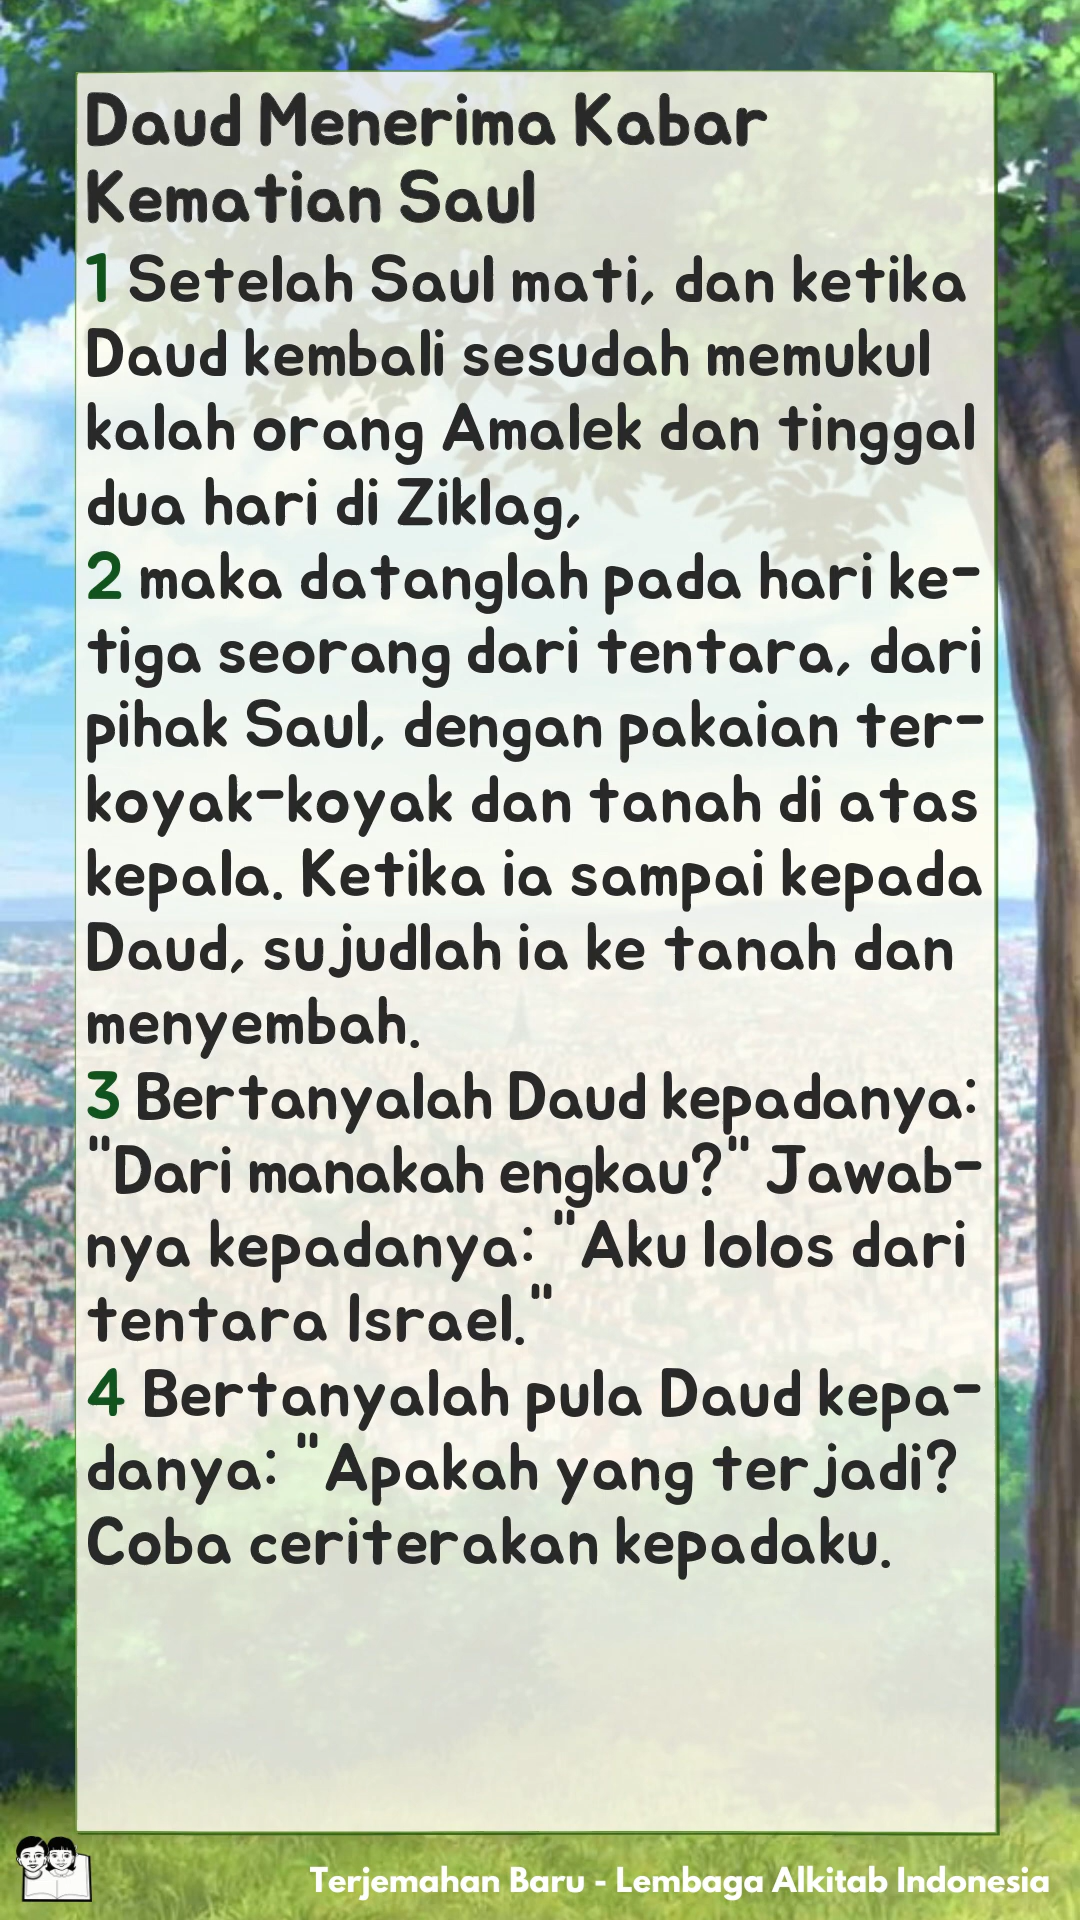 Daud Menerima Kabar
Kematian Saul
1 Setelah Saul mati, dan ketika
Daud kembali sesudah memukul
kalah orang Amalek dan tinggal
dua hari di Ziklag,
2 maka datanglah pada hari ke-
tiga seorang dari tentara, dari
pihak Saul, dengan pakaian ter-
koyak-koyak dan tanah di atas
kepala. Ketika ia sampai kepada
Daud, sujudlah ia ke tanah dan
menyembah.
3 Bertanyalah Daud kepadanya:
"Dari manakah engkau?" Jawab-
nya kepadanya: "Aku lolos dari
tentara Israel."
4 Bertanyalah pula Daud kepa-
danya: "Apakah yang terjadi?
Coba ceriterakan kepadaku.
Terjemahan Baru - Lembaga Alkitab Indonesia